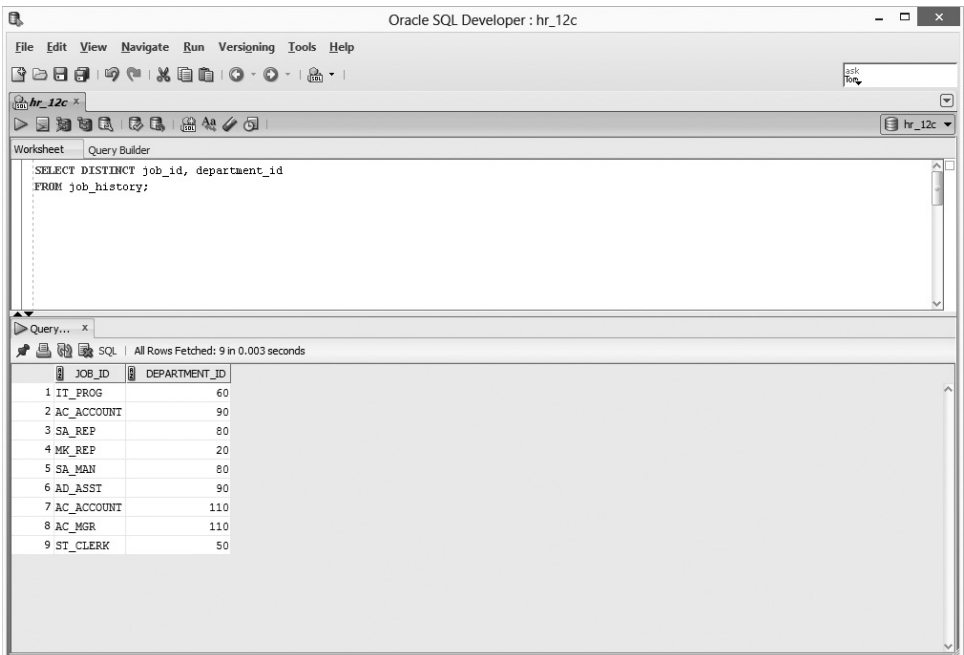 Oracle SQL Developer : hr_12c
File Edit View Navigate Run Versioning Tools Help
ask
Tom
hr_12c
hr_12c
Worksheet Query Builder
SELECT DISTINCT job_id, department_id
FROM job_history;
Query...
SQL | All Rows Fetched: 9 in 0.003 seconds
JOB_ID DEPARTMENT_ID
1 IT_PROG 60
2 AC_ACCOUNT 90
3 SA_REP 80
4 MK_REP 20
5 SA_MAN 80
6 AD_ASST 90
7 AC_ACCOUNT 110
8 AC_MGR 110
9 ST_CLERK 50